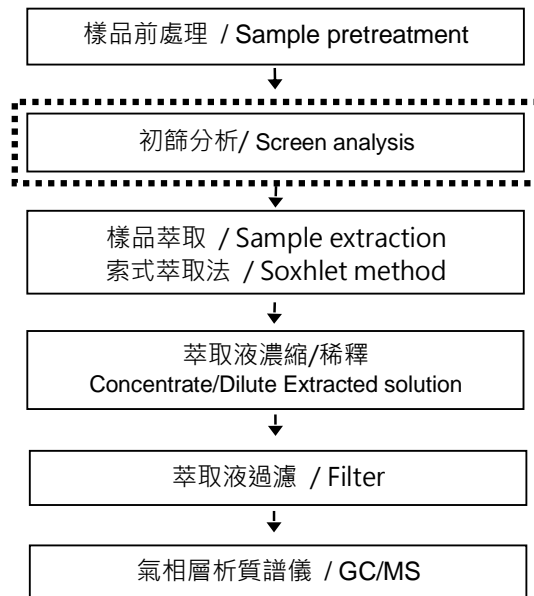 樣品前處理 / Sample pretreatment
初篩分析/ Screen analysis
樣品萃取 / Sample extraction
索式萃取法 / Soxhlet method
萃取液濃縮/稀釋
Concentrate/Dilute Extracted solution
萃取液過濾 / Filter
氣相層析質譜儀 / GC/MS